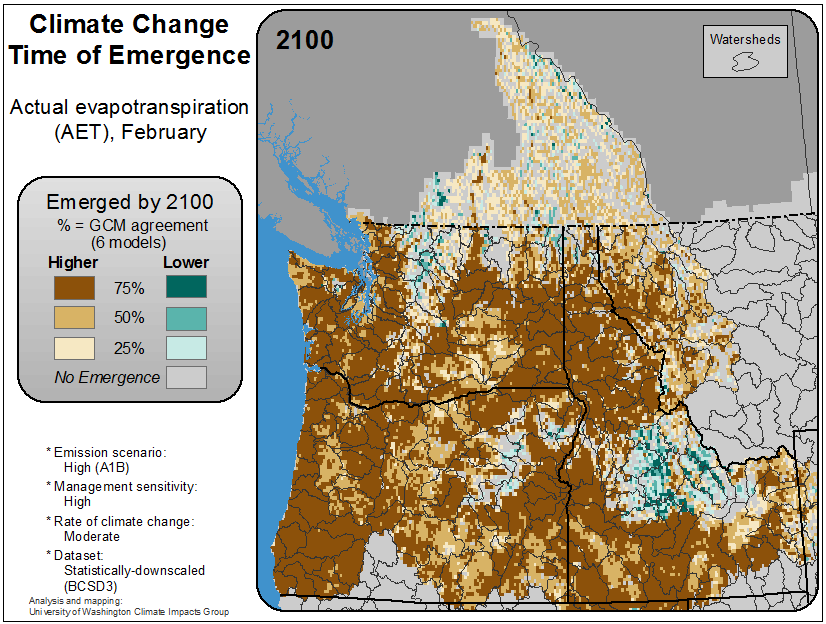 Climate Change
Time of Emergence
Actual evapotranspiration
(AET), February
Emerged by 2100
% = GCM agreement
(6 models)
Higher Lower
75%
50%
25%
No Emergence
* Emission scenario:
High (A1B)
* Management sensitivity:
High
* Rate of climate change:
Moderate
* Dataset:
Statistically-downscaled
(BCSD3)
Analysis and mapping:
University of Washington Climate Impacts Group
2100
Watersheds